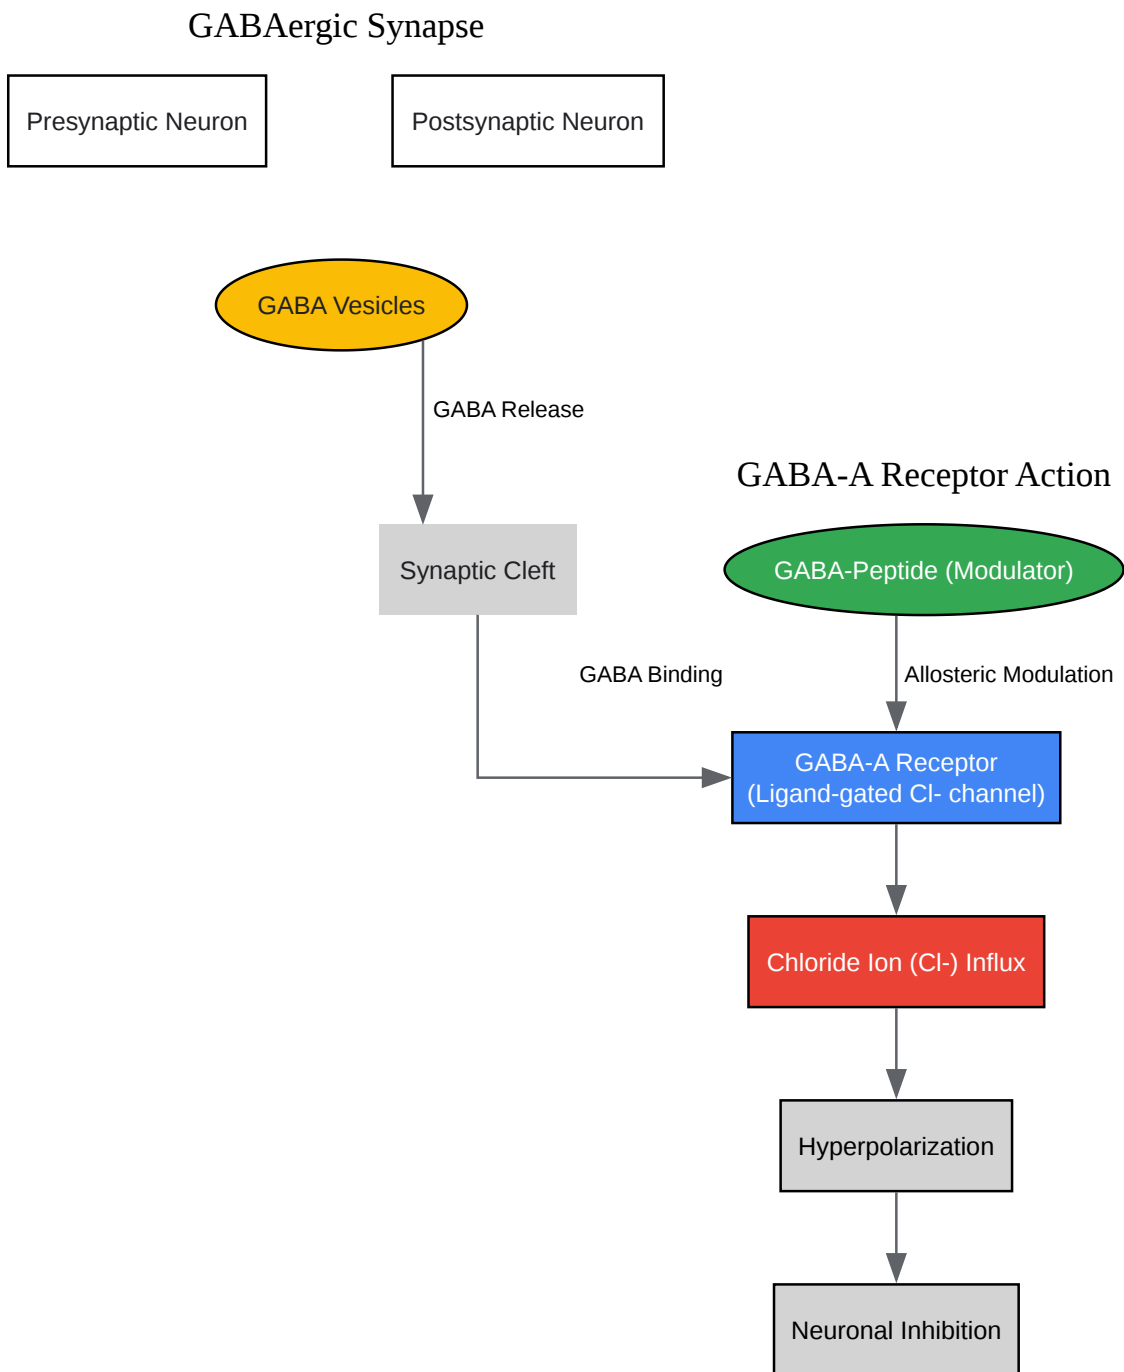 GABAergic Synapse
Presynaptic Neuron
Postsynaptic Neuron
GABA Vesicles
GABA Release
GABA-A Receptor Action
Synaptic Cleft
GABA-Peptide (Modulator)
GABA Binding
Allosteric Modulation
GABA-A Receptor
(Ligand-gated Cl- channel)
Chloride Ion (Cl-) Influx
Hyperpolarization
Neuronal Inhibition